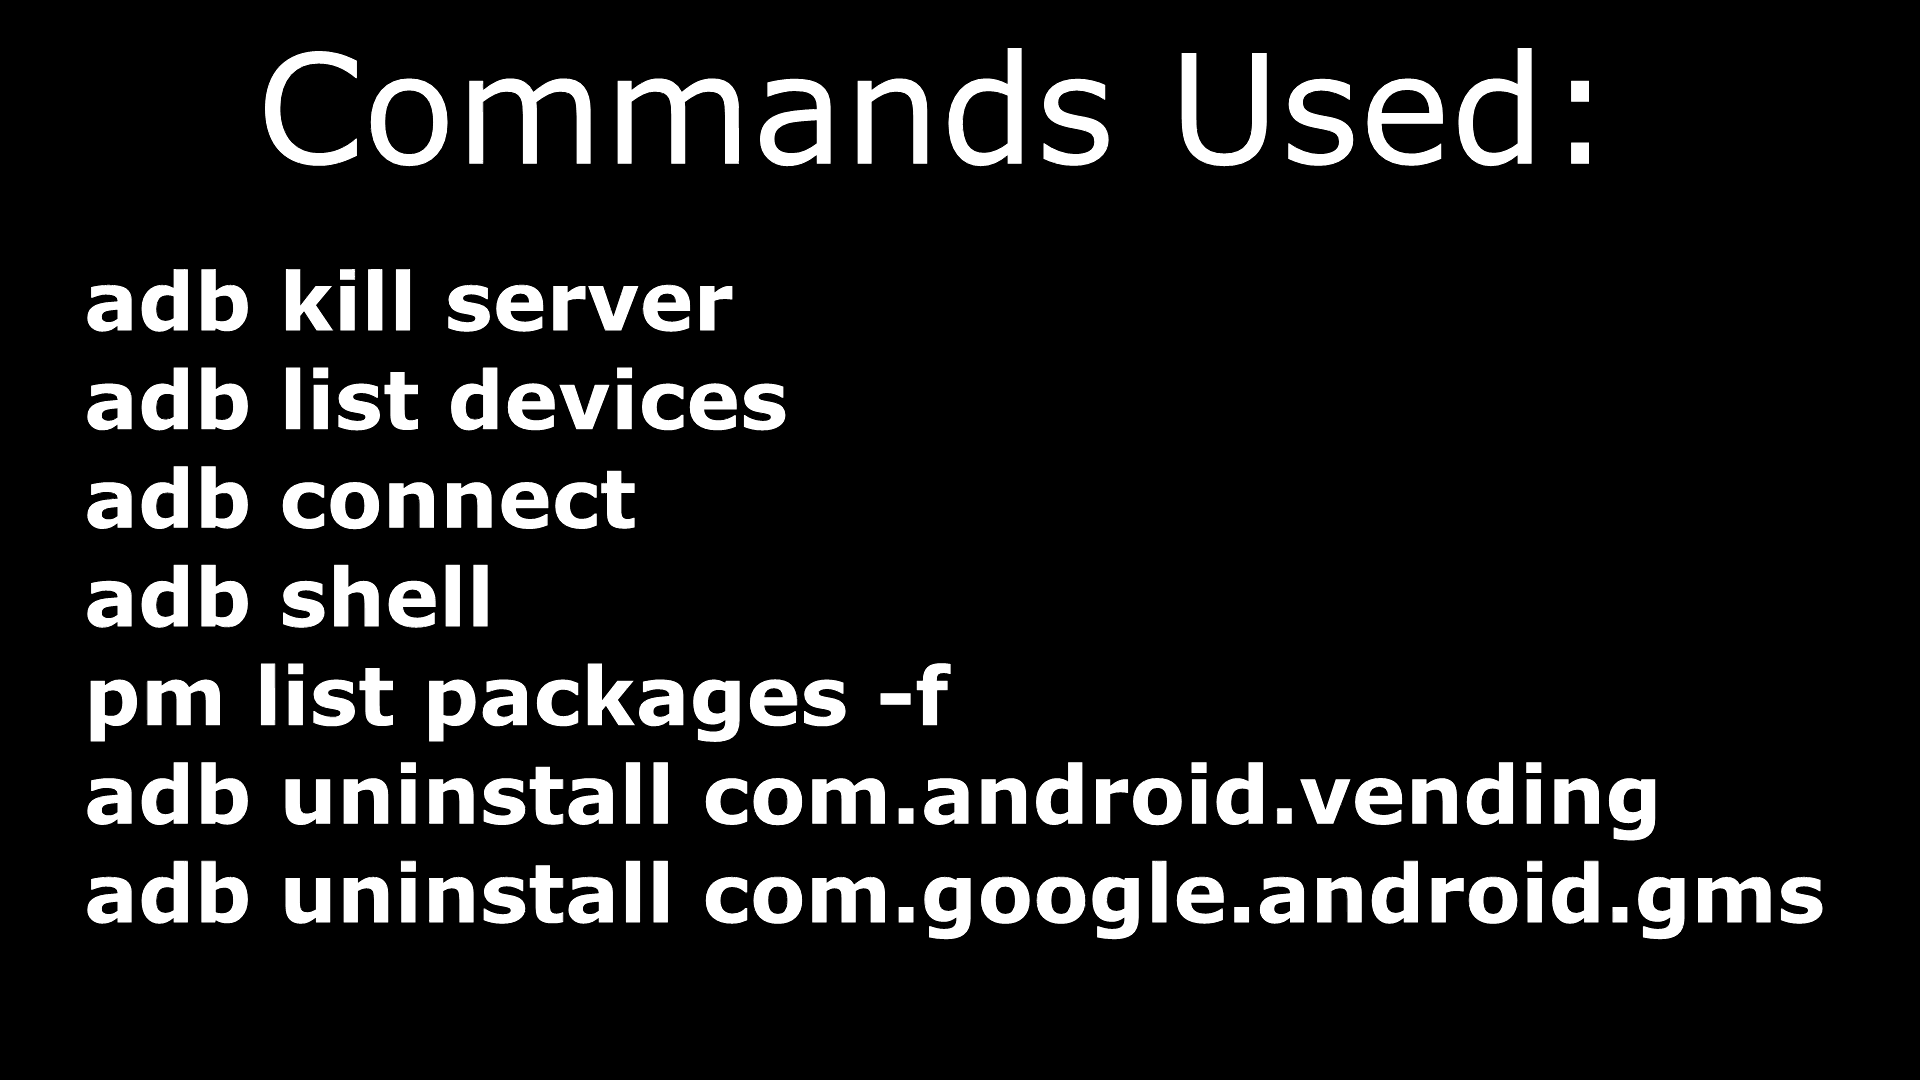 Commands Used:
adb kill server
adb list devices
adb connect
adb shell
pm list packages -f
adb uninstall com.android.vending
adb uninstall com.google.android.gms